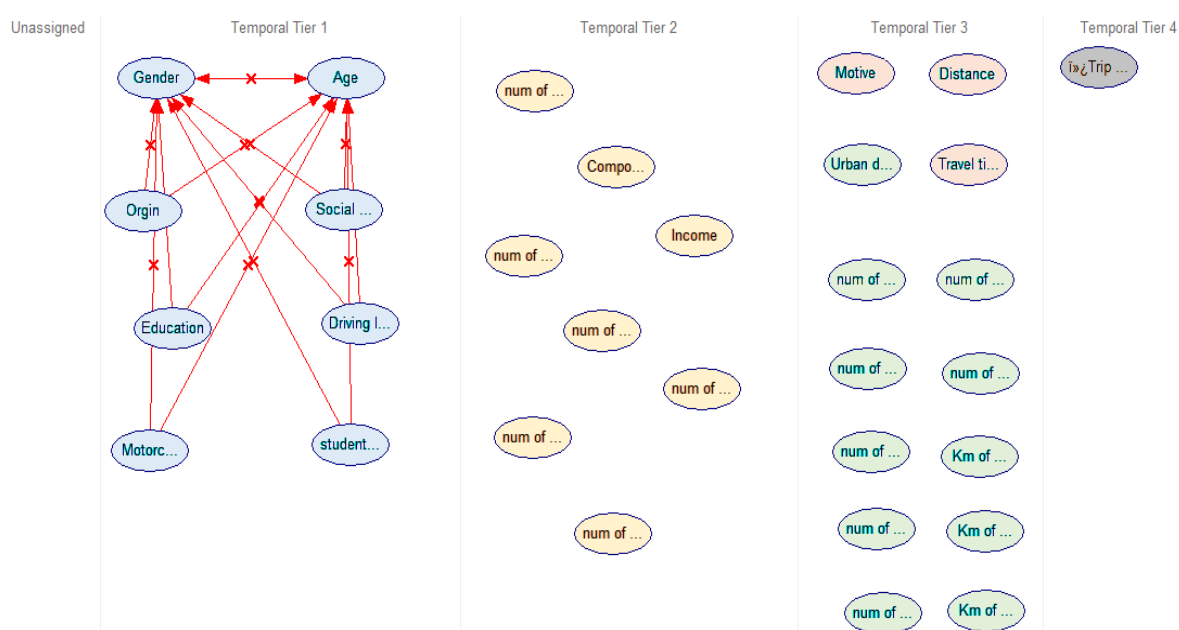 Unassigned
Temporal Tier 1
Temporal Tier 2
Temporal Tier 3
Temporal Tier 4
Gender
Age
Orgin
Social ...
Education
Driving l...
Motorc...
student...
num of ...
Compo...
Income
num of ...
num of ...
num of ...
num of ...
num of ...
Motive
Distance
Urban d...
Travel ti...
num of ...
num of ...
num of ...
num of ...
num of ...
Km of ...
num of ...
Km of ...
num of ...
Km of ...
ï»¿Trip ...